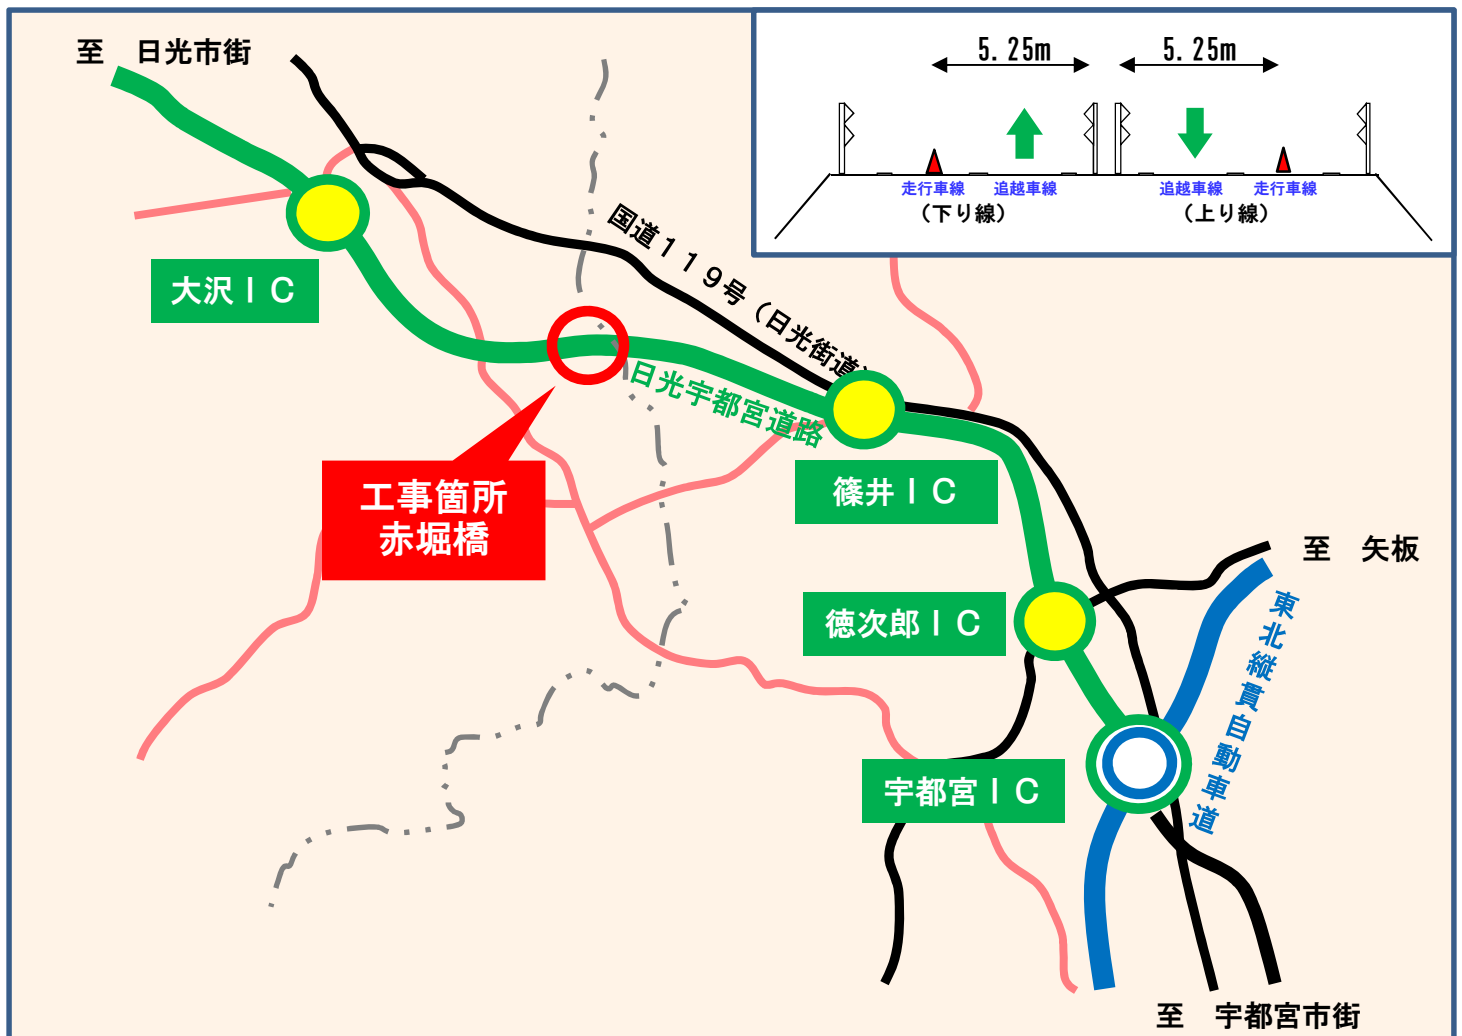 至　日光市街
5.25m
5.25m
走行車線
追越車線
追越車線
走行車線
（下り線）
（上り線）
国道１１９号（日光街道）
大沢ＩＣ
日光宇都宮道路
工事箇所
赤堀橋
篠井ＩＣ
至　矢板
徳次郎ＩＣ
東北縦貫自動車道
宇都宮ＩＣ
至　宇都宮市街